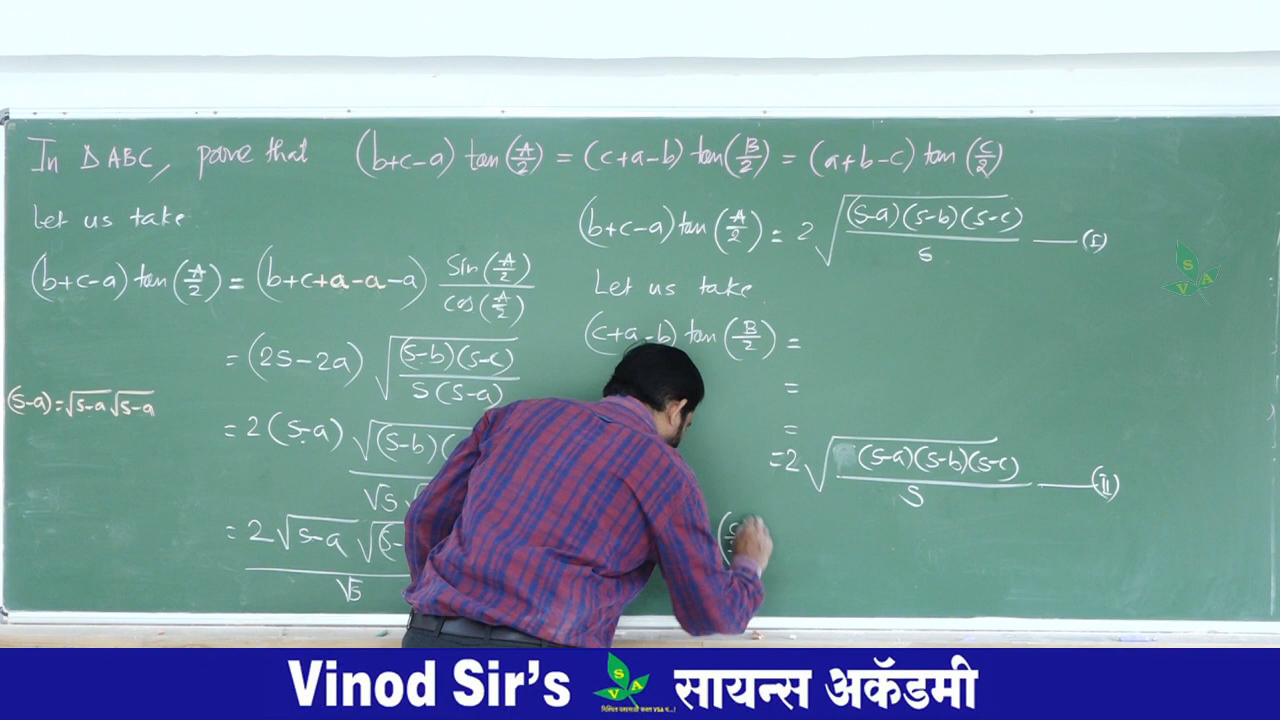 In ΔABC, prove that (b+c-a) tan(A/2) = (c+a-b) tan(B/2) = (a+b-c) tan(C/2)
Let us take
(b+c-a) tan(A/2) = (b+c+a-a-a) Sin(A/2)/cos(A/2)
= (2s-2a) √((s-b)(s-c)/s(s-a))
(s-a) = √s-a √s-a
= 2(s-a) √(s-b)(
√s
= 2√s-a √(s-
√s
(b+c-a) tan(A/2) = 2√((s-a)(s-b)(s-c)/s) —(I)
Let us take
(c+a-b) tan(B/2) =
=
=
= 2√((s-a)(s-b)(s-c)/s) —(II)
Vinod Sir's VSA सायन्स अकॅडमी
S
V A